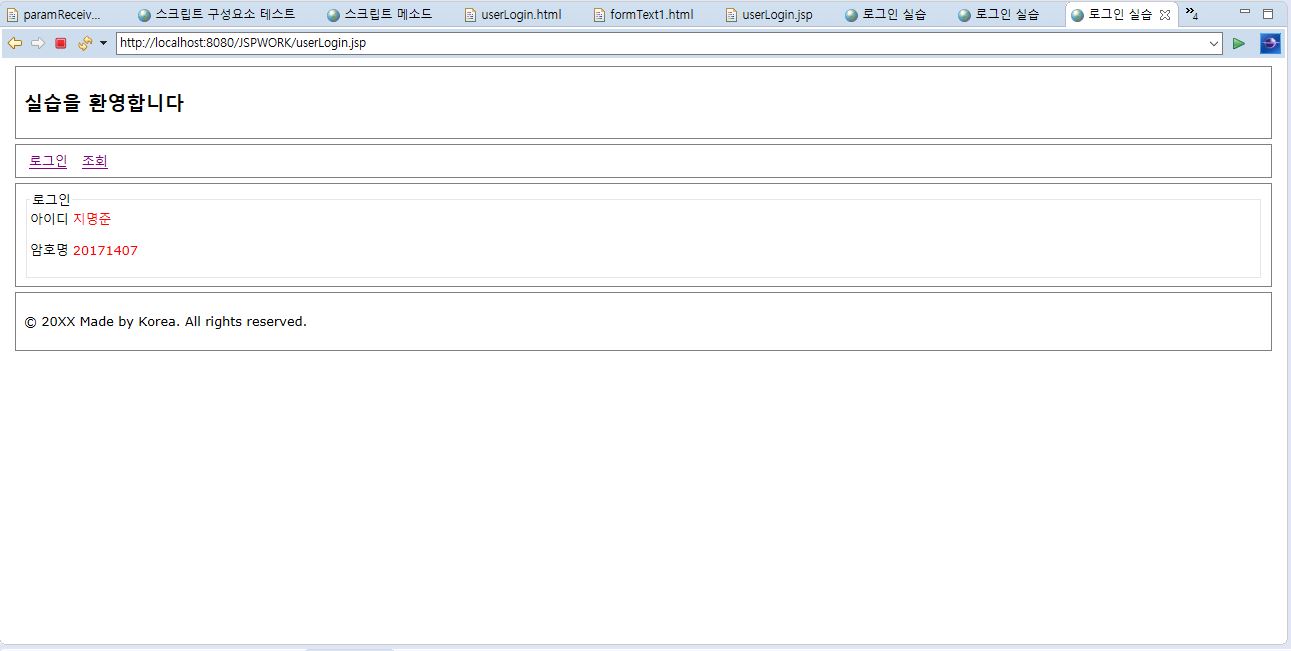 paramReceiv... 스크립트 구성요소 테스트 스크립트 메소드 userLogin.html formText1.html userLogin.jsp 로그인 실습 로그인 실습 로그인 실습 »4
http://localhost:8080/JSPWORK/userLogin.jsp
실습을 환영합니다
로그인 조회
로그인
아이디 지명준
암호명 20171407
© 20XX Made by Korea. All rights reserved.